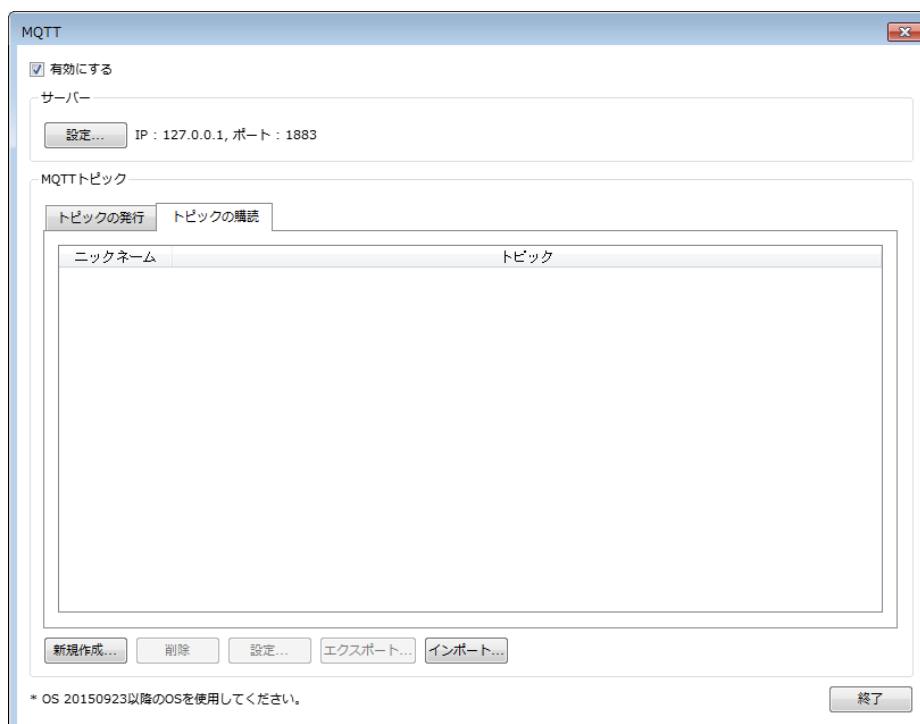 MQTT
有効にする
サーバー
設定... IP : 127.0.0.1, ポート : 1883
MQTTトピック
トピックの発行 トピックの購読
ニックネーム トピック
新規作成... 削除 設定... エクスポート... インポート...
* OS 20150923以降のOSを使用してください。 終了